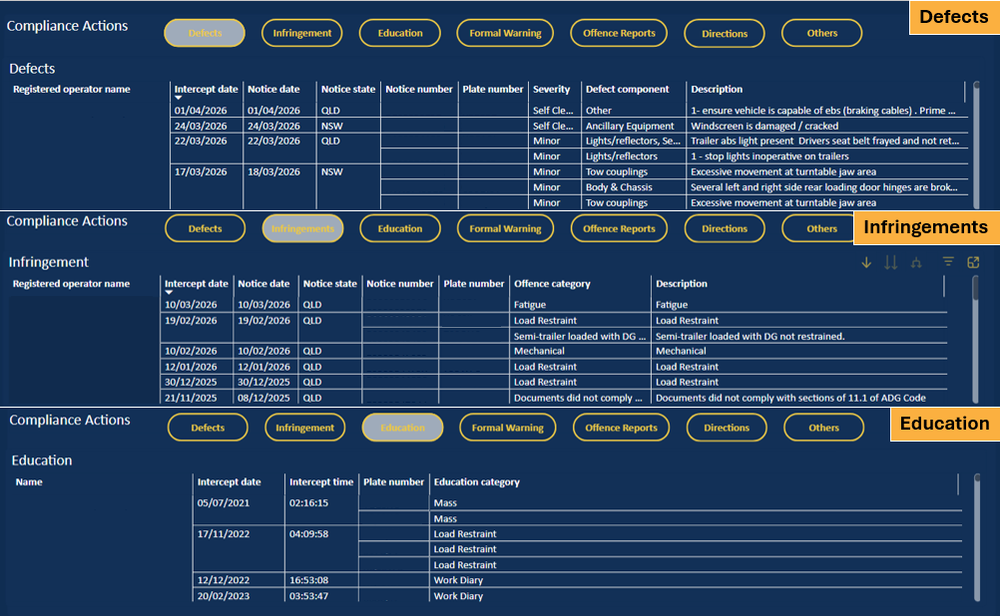 Defects
Compliance Actions Defects Infringement Education Formal Warning Offence Reports Directions Others
Defects
Registered operator name Intercept date Notice date Notice state Notice number Plate number Severity Defect component Description
01/04/2026 01/04/2026 QLD Self Cle... Other 1- ensure vehicle is capable of ebs (braking cables) . Prime ...
24/03/2026 24/03/2026 NSW Self Cle... Ancillary Equipment Windscreen is damaged / cracked
22/03/2026 22/03/2026 QLD Minor Lights/reflectors, Se... Trailer abs light present Drivers seat belt frayed and not ret...
Minor Lights/reflectors 1 - stop lights inoperative on trailers
17/03/2026 18/03/2026 NSW Minor Tow couplings Excessive movement at turntable jaw area
Minor Body & Chassis Several left and right side rear loading door hinges are brok...
Minor Tow couplings Excessive movement at turntable jaw area
Compliance Actions Defects Infringements Education Formal Warning Offence Reports Directions Others
Infringements
Infringement
Registered operator name Intercept date Notice date Notice state Notice number Plate number Offence category Description
10/03/2026 10/03/2026 QLD Fatigue Fatigue
19/02/2026 19/02/2026 QLD Load Restraint Load Restraint
Semi-trailer loaded with DG ... Semi-trailer loaded with DG not restrained.
10/02/2026 10/02/2026 QLD Mechanical Mechanical
12/01/2026 12/01/2026 QLD Load Restraint Load Restraint
30/12/2025 30/12/2025 QLD Load Restraint Load Restraint
21/11/2025 08/12/2025 QLD Documents did not comply ... Documents did not comply with sections of 11.1 of ADG Code
Compliance Actions Defects Infringement Education Formal Warning Offence Reports Directions Others
Education
Education
Name Intercept date Intercept time Plate number Education category
05/07/2021 02:16:15 Mass
Mass
17/11/2022 04:09:58 Load Restraint
Load Restraint
Load Restraint
12/12/2022 16:53:08 Work Diary
20/02/2023 03:53:47 Work Diary